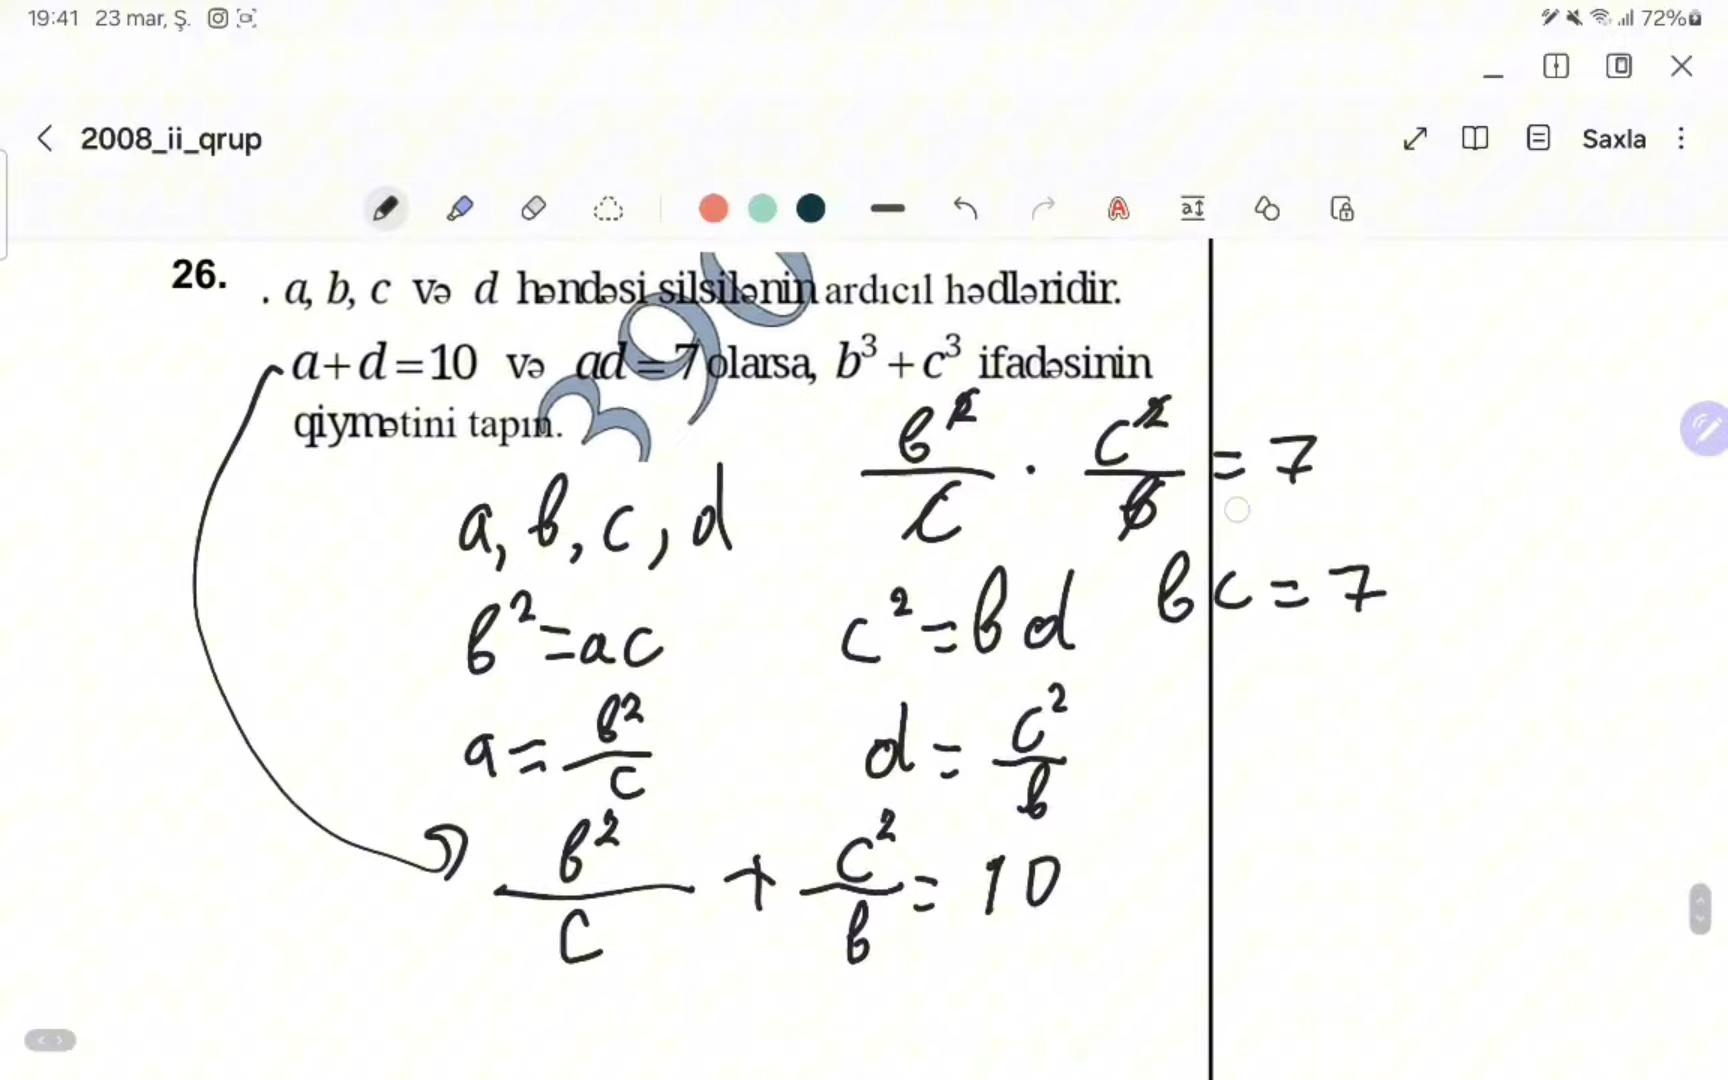 19:41 23 mar, Ş. 72%
2008_ii_qrup Saxla
26. . a, b, c və d həndəsi silsilənin ardıcıl hədləridir.
a+d=10 və ad=7 olarsa, b³+c³ ifadəsinin
qiymətini tapın.
390
b²/c · c²/b = 7
a, b, c, d
bc=7
b²=ac c²=bd
a=b²/c d=c²/b
b²/c + c²/b = 10